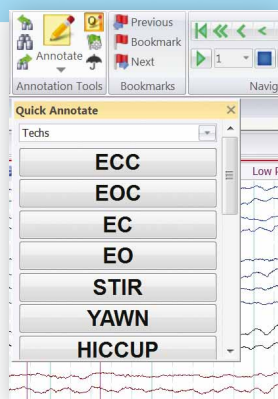 Previous
Bookmark
Next
Annotate
1
Annotation Tools
Bookmarks
Navig
Quick Annotate
Techs
Low P
ECC
EOC
EC
EO
STIR
YAWN
HICCUP